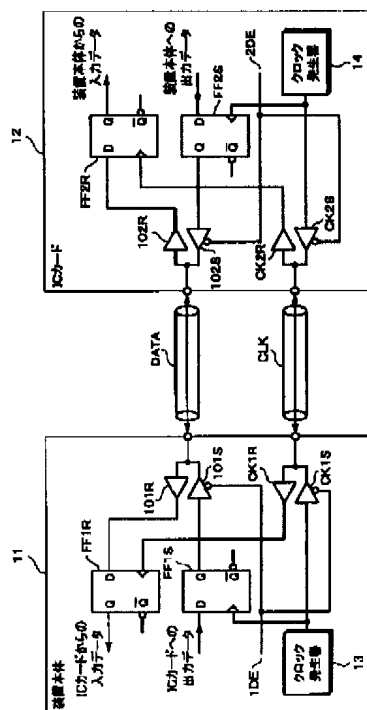 11
装置本体
ICカードからの
入力データ
FF1R
Q
D
Q
101R
ICカードへの
出力データ
FF1S
D
Q
Q
101S
1DE
CK1R
CK1S
クロック
発生器
13
DATA
CLK
12
ICカード
装置本体からの
入力データ
FF2R
D
Q
Q
102R
装置本体への
出力データ
FF2S
Q
D
Q
102S
2DE
CK2R
CK2S
クロック
発生器
14